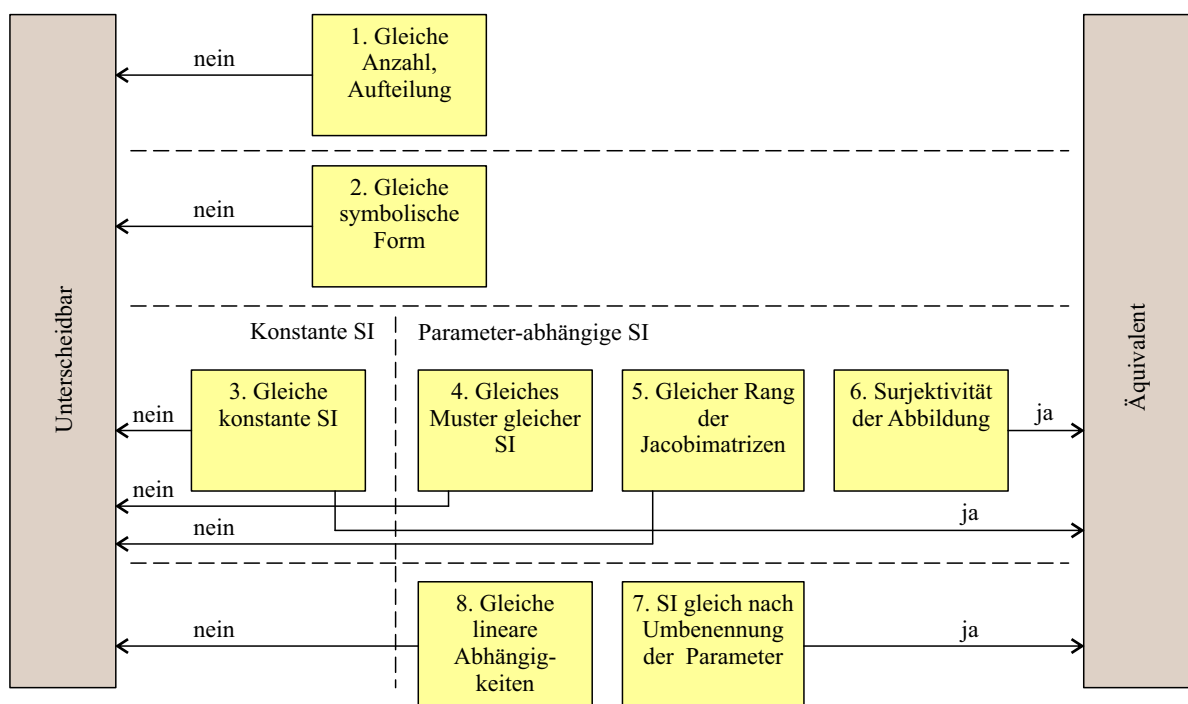 1. Gleiche
Anzahl,
Aufteilung
nein
2. Gleiche
symbolische
Form
nein
Unterscheidbar
Äquivalent
Konstante SI
Parameter-abhängige SI
3. Gleiche
konstante SI
4. Gleiches
Muster gleicher
SI
5. Gleicher Rang
der
Jacobimatrizen
6. Surjektivität
der Abbildung
nein
ja
nein
ja
nein
8. Gleiche
lineare
Abhängig-
keiten
7. SI gleich nach
Umbenennung
der Parameter
nein
ja